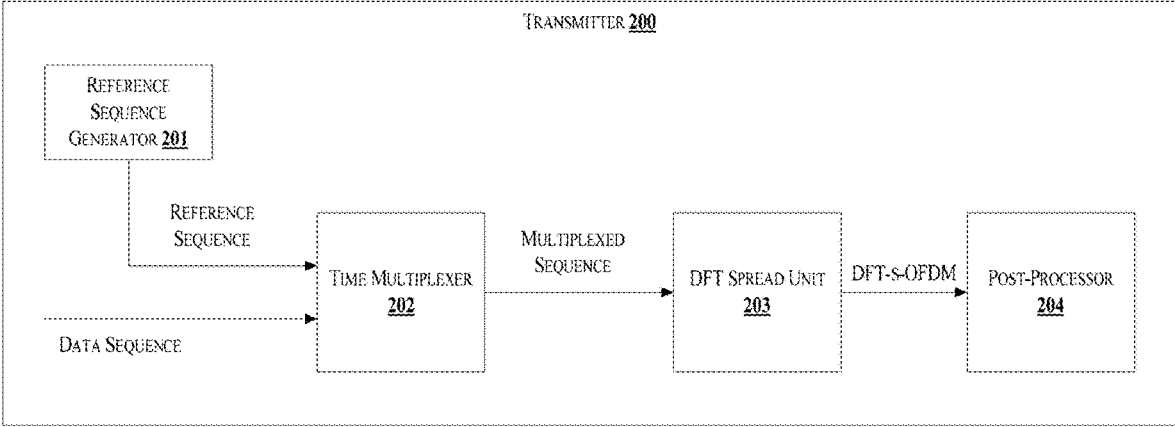 TRANSMITTER 200
REFERENCE
SEQUENCE
GENERATOR 201
REFERENCE
SEQUENCE
DATA SEQUENCE
TIME MULTIPLEXER
202
MULTIPLEXED
SEQUENCE
DFT SPREAD UNIT
203
DFT-S-OFDM
POST-PROCESSOR
204